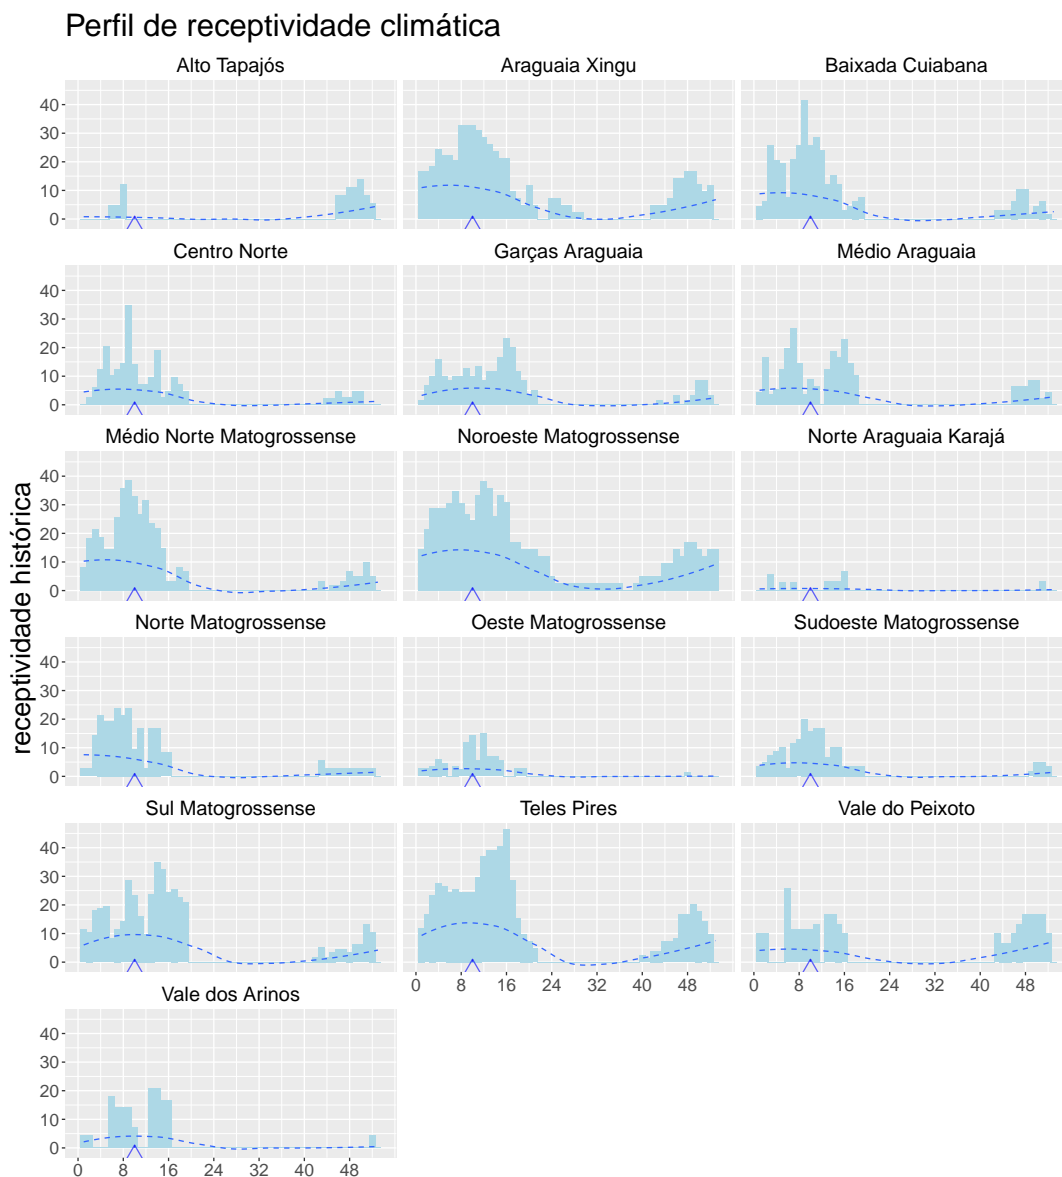 Perfil de receptividade climática
Alto Tapajós
Araguaia Xingu
Baixada Cuiabana
40
30
20
10
0
Centro Norte
Garças Araguaia
Médio Araguaia
40
30
20
10
0
Médio Norte Matogrossense
Noroeste Matogrossense
Norte Araguaia Karajá
40
30
20
10
0
receptividade histórica
Norte Matogrossense
Oeste Matogrossense
Sudoeste Matogrossense
40
30
20
10
0
Sul Matogrossense
Teles Pires
Vale do Peixoto
40
30
20
10
0
0 8 16 24 32 40 48
0 8 16 24 32 40 48
Vale dos Arinos
40
30
20
10
0
0 8 16 24 32 40 48